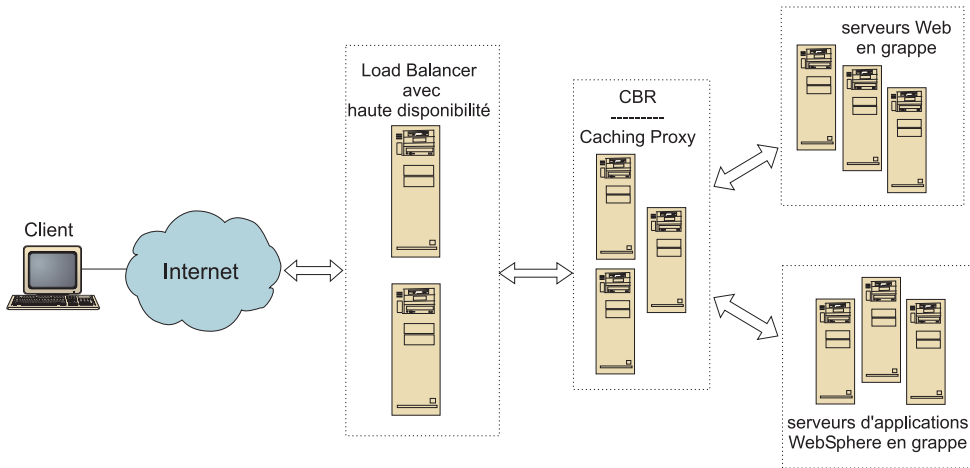 Client
Internet
Load Balancer
avec
haute disponibilité
CBR
---------
Caching Proxy
serveurs Web
en grappe
serveurs d'applications
WebSphere en grappe